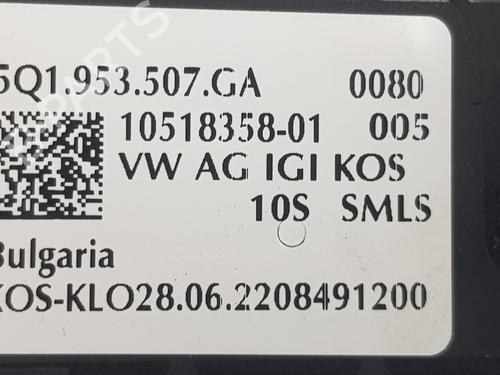 5Q1.953.507.GA 0080
10518358-01 005
VW AG IGI KOS
10S SMLS
Bulgaria
KOS-KLO28.06.2208491200